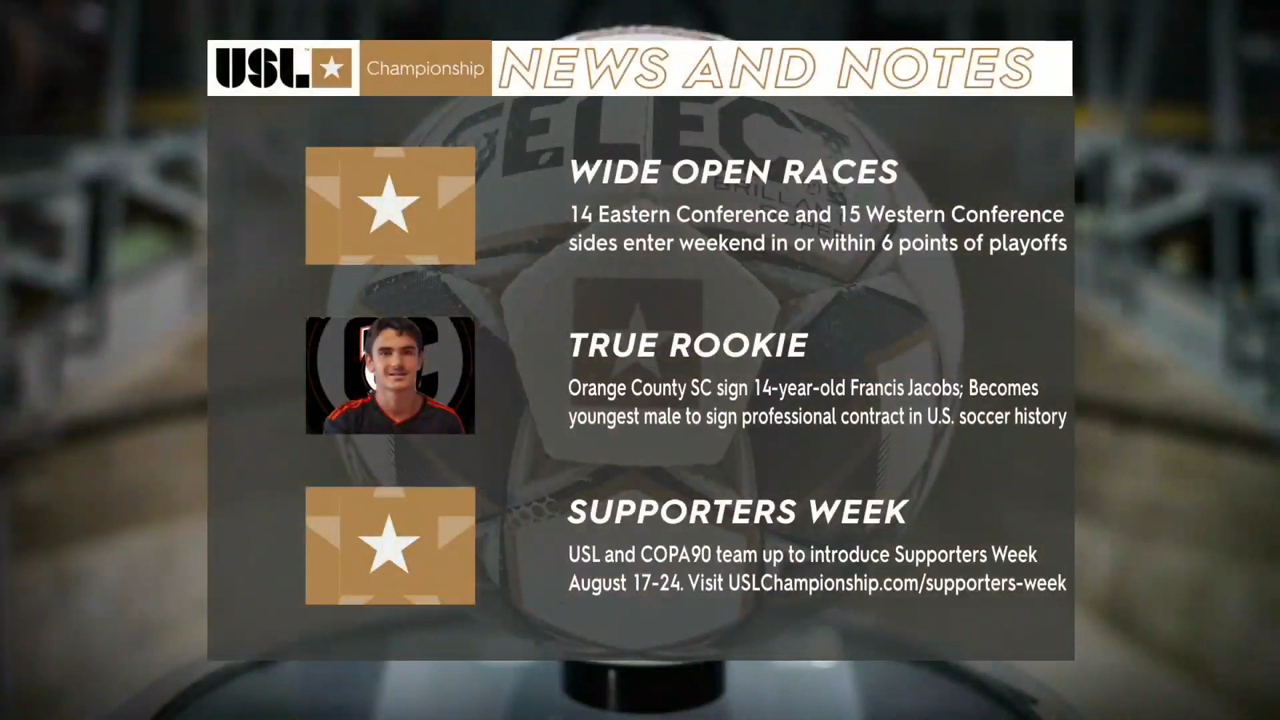 USL Championship NEWS AND NOTES
SELECT
WIDE OPEN RACES
14 Eastern Conference and 15 Western Conference
sides enter weekend in or within 6 points of playoffs
TRUE ROOKIE
Orange County SC sign 14-year-old Francis Jacobs; Becomes
youngest male to sign professional contract in U.S. soccer history
SUPPORTERS WEEK
USL and COPA90 team up to introduce Supporters Week
August 17-24. Visit USLChampionship.com/supporters-week